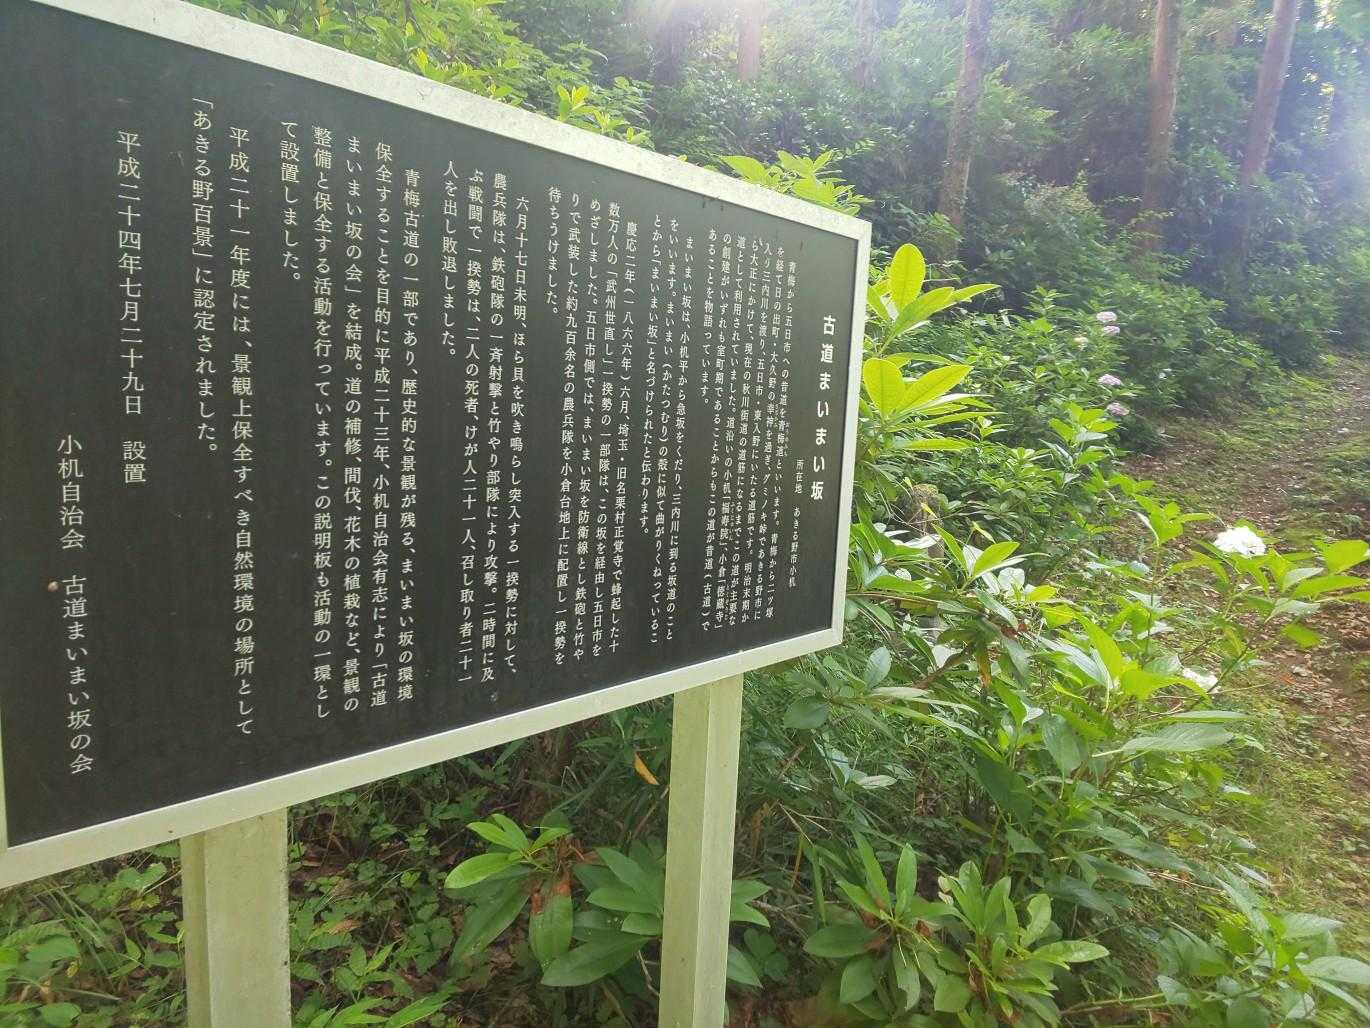 古道まいまい坂
所在地 あきる野市小机
青梅から五日市への昔道を青梅道といいます。青梅から二ッ塚
を経て日の出町・大久野の幸神を過ぎ、グミノキ峠であきる野市に
入り三内川を渡り、五日市・東入野にいたる道筋です。明治末期か
ら大正にかけて、現在の秋川街道の道筋になるまでこの道が主要な
道として利用されていました。道沿いの小机「福寿院」、小倉「徳蔵寺」
の創建がいずれも室町期であることからもこの道が昔道(古道)で
あることを物語っています。
まいまい坂は、小机平から急坂をくだり、三内川に到る坂道のこと
をいいます。まいまい(かたつむり)の殻に似て曲がりくねっているこ
とから「まいまい坂」と名づけられたと伝わります。
慶応二年(一八六六年)六月、埼玉・旧名栗村正覚寺で蜂起した十
数万人の「武州世直し」一揆勢の一部隊は、この坂を経由し五日市を
めざしました。五日市側では、まいまい坂を防衛線とし鉄砲と竹や
りで武装した約九百余名の農兵隊を小倉台地上に配置し一揆勢を
待ちうけました。
六月十七日未明、ほら貝を吹き鳴らし突入する一揆勢に対して、
農兵隊は、鉄砲隊の一斉射撃と竹やり部隊により攻撃。二時間に及
ぶ戦闘で一揆勢は、二人の死者、けが人二十一人、召し取り者二十一
人を出し敗退しました。
青梅古道の一部であり、歴史的な景観が残る、まいまい坂の環境
保全することを目的に平成二十三年、小机自治会有志により「古道
まいまい坂の会」を結成。道の補修、間伐、花木の植栽など、景観の
整備と保全する活動を行っています。この説明板も活動の一環とし
て設置しました。
平成二十一年度には、景観上保全すべき自然環境の場所として
「あきる野百景」に認定されました。
平成二十四年七月二十九日 設置
小机自治会 古道まいまい坂の会